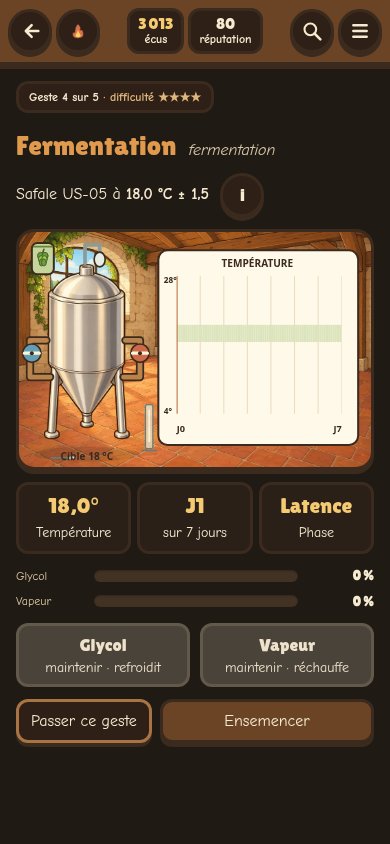 3 013
écus
80
réputation
Geste 4 sur 5 · difficulté ★★★★
Fermentation fermentation
Safale US-05 à 18,0 °C ± 1,5
i
TEMPÉRATURE
28°
4°
J0
J7
Cible 18 °C
18,0°
Température
J1
sur 7 jours
Latence
Phase
Glycol
0 %
Vapeur
0 %
Glycol
maintenir · refroidit
Vapeur
maintenir · réchauffe
Passer ce geste
Ensemencer